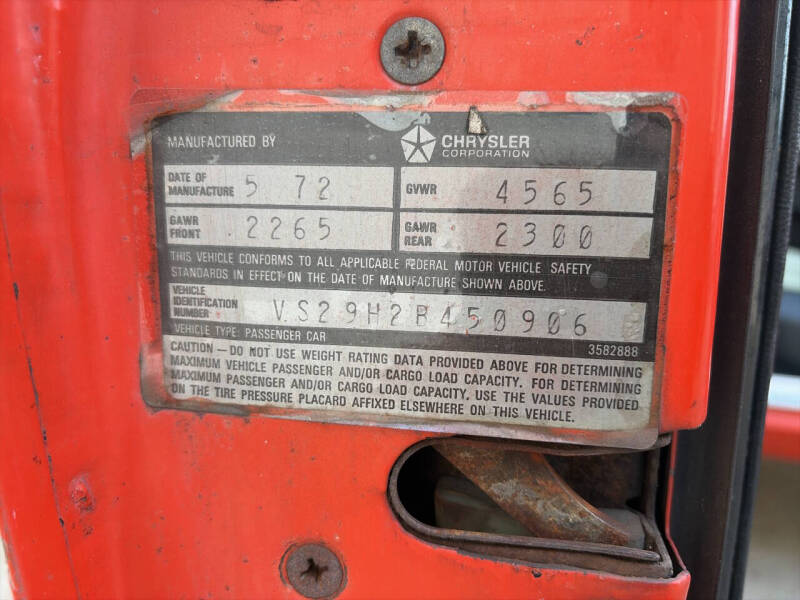 MANUFACTURED BY CHRYSLER CORPORATION
DATE OF MANUFACTURE 5 72 GVWR 4565
GAWR FRONT 2265 GAWR REAR 2300
THIS VEHICLE CONFORMS TO ALL APPLICABLE FEDERAL MOTOR VEHICLE SAFETY
STANDARDS IN EFFECT ON THE DATE OF MANUFACTURE SHOWN ABOVE.
VEHICLE IDENTIFICATION NUMBER VS29H2B450906
VEHICLE TYPE: PASSENGER CAR 3582888
CAUTION – DO NOT USE WEIGHT RATING DATA PROVIDED ABOVE FOR DETERMINING
MAXIMUM VEHICLE PASSENGER AND/OR CARGO LOAD CAPACITY. FOR DETERMINING
MAXIMUM PASSENGER AND/OR CARGO LOAD CAPACITY, USE THE VALUES PROVIDED
ON THE TIRE PRESSURE PLACARD AFFIXED ELSEWHERE ON THIS VEHICLE.